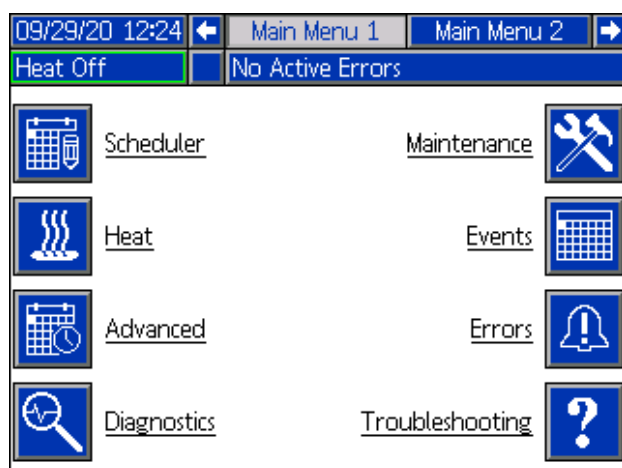 09/29/20 12:24 Main Menu 1 Main Menu 2
Heat Off No Active Errors
Scheduler Maintenance
Heat Events
Advanced Errors
Diagnostics Troubleshooting